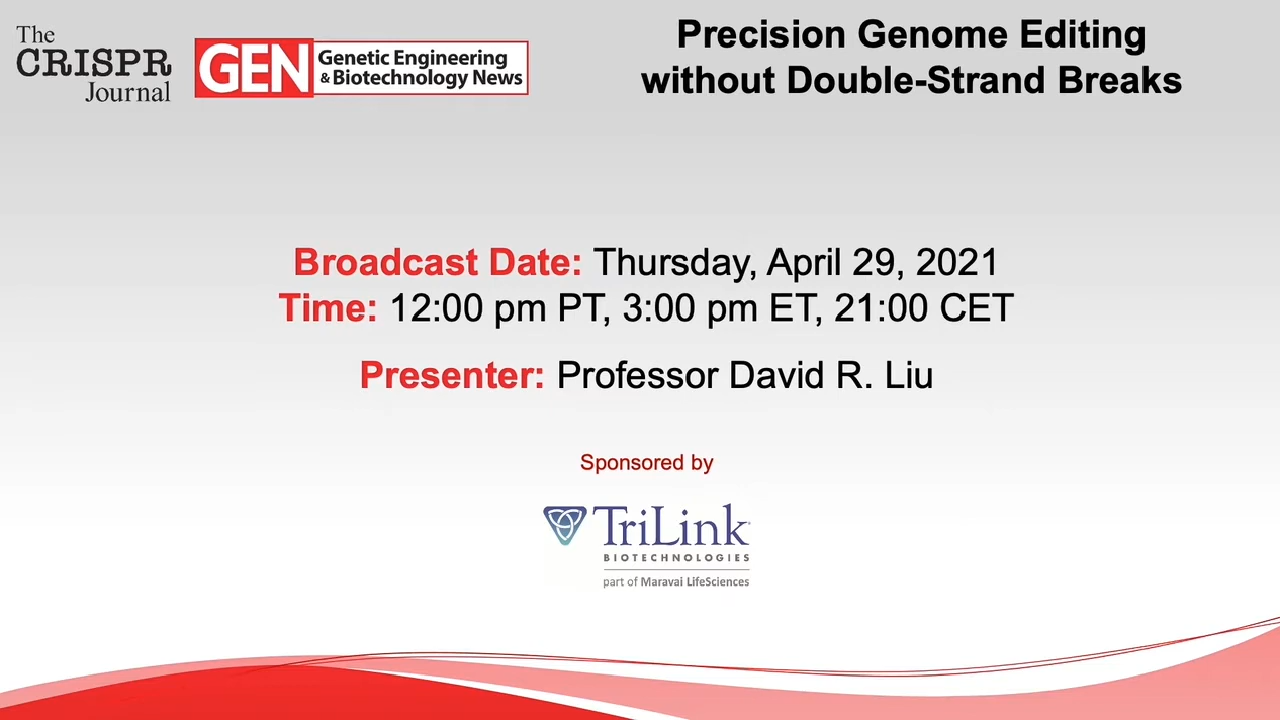 The
CRISPR
Journal
GEN
Genetic Engineering
& Biotechnology News
Precision Genome Editing
without Double-Strand Breaks
Broadcast Date: Thursday, April 29, 2021
Time: 12:00 pm PT, 3:00 pm ET, 21:00 CET
Presenter: Professor David R. Liu
Sponsored by
TriLink
BIOTECHNOLOGIES
part of Maravai LifeSciences